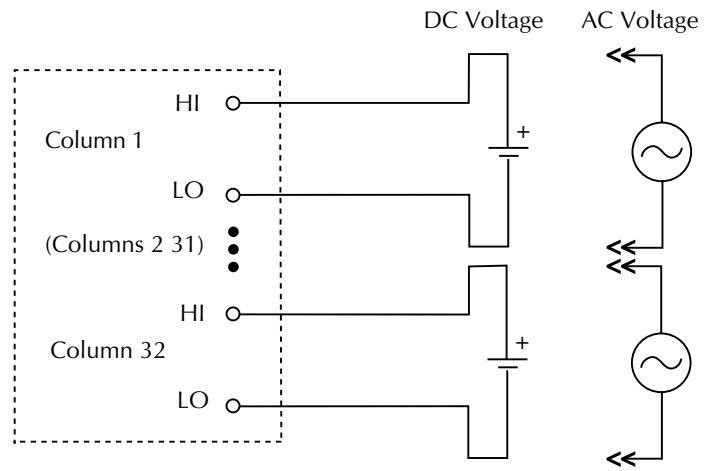 DC Voltage
AC Voltage
HI
Column 1
+
LO
(Columns 2 31)
HI
Column 32
+
LO